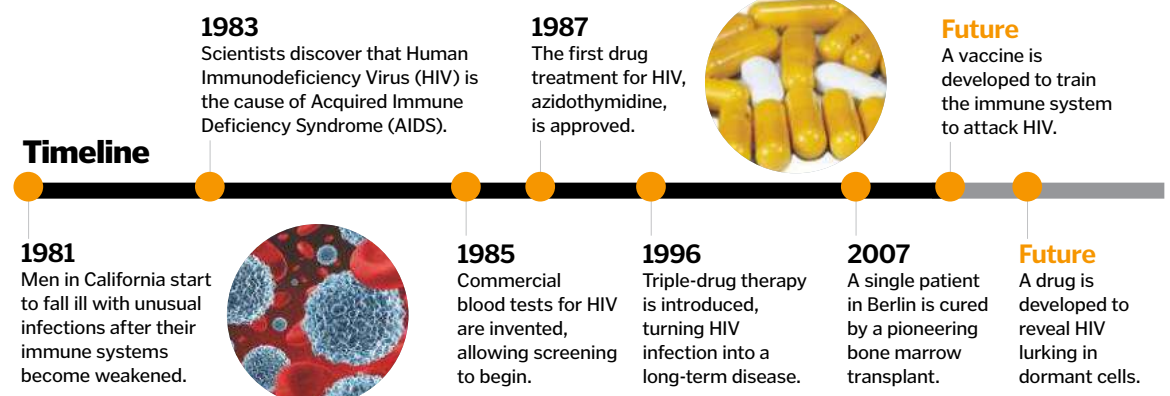 1983
Scientists discover that Human
Immunodeficiency Virus (HIV) is
the cause of Acquired Immune
Deficiency Syndrome (AIDS).
1987
The first drug
treatment for HIV,
azidothymidine,
is approved.
Future
A vaccine is
developed to train
the immune system
to attack HIV.
Timeline
1981
Men in California start
to fall ill with unusual
infections after their
immune systems
become weakened.
1985
Commercial
blood tests for HIV
are invented,
allowing screening
to begin.
1996
Triple-drug therapy
is introduced,
turning HIV
infection into a
long-term disease.
2007
A single patient
in Berlin is cured
by a pioneering
bone marrow
transplant.
Future
A drug is
developed to
reveal HIV
lurking in
dormant cells.